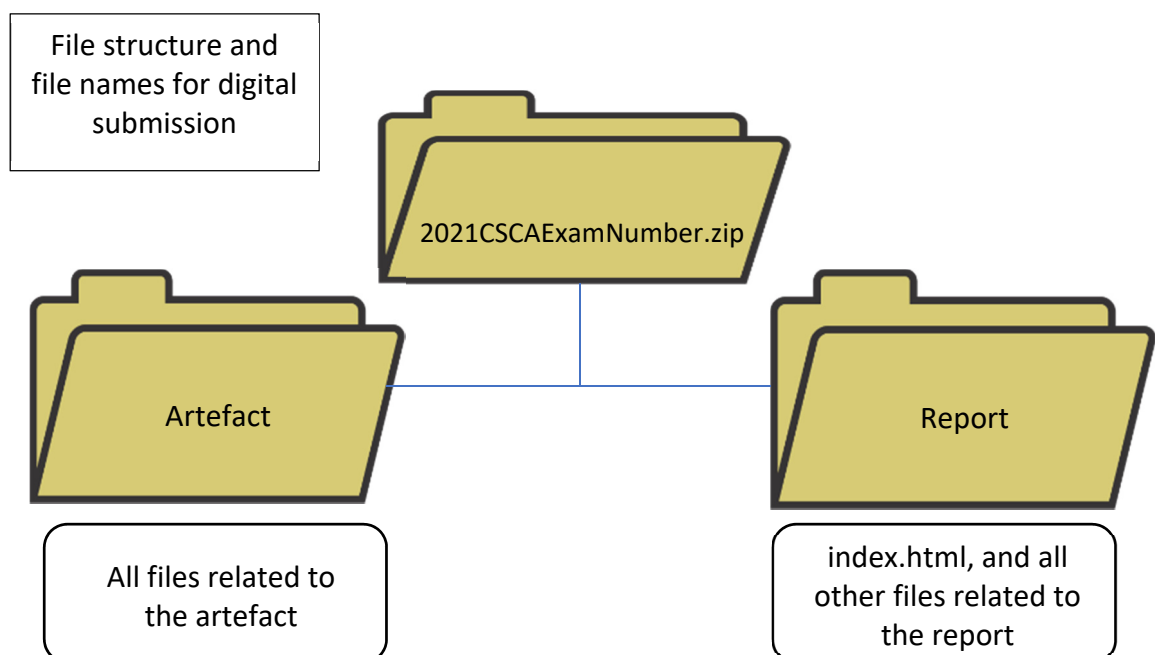 File structure and
file names for digital
submission
2021CSCAExamNumber.zip
Artefact
Report
All files related to
the artefact
index.html, and all
other files related to
the report